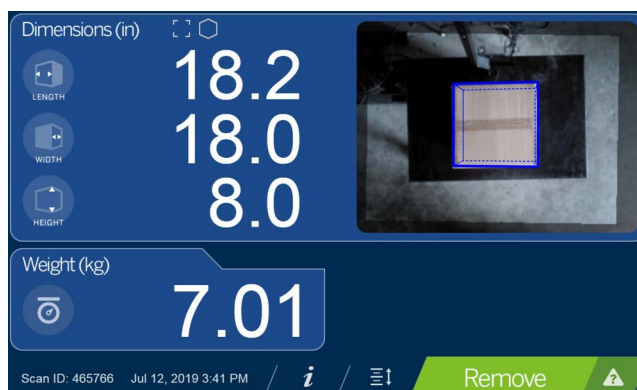 Dimensions (in)
LENGTH
18.2
WIDTH
18.0
HEIGHT
8.0
Weight (kg)
7.01
Scan ID: 465766 Jul 12, 2019 3:41 PM
i
Remove
?